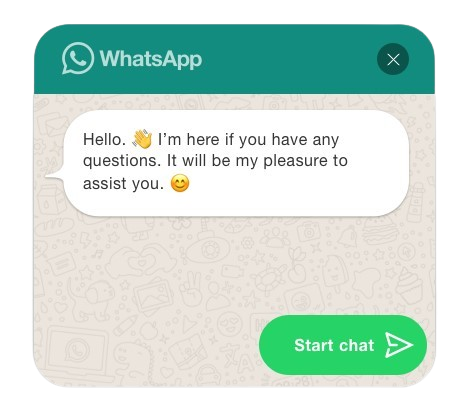 WhatsApp
Hello. 👋 I’m here if you have any
questions. It will be my pleasure to
assist you. 😊
Start chat